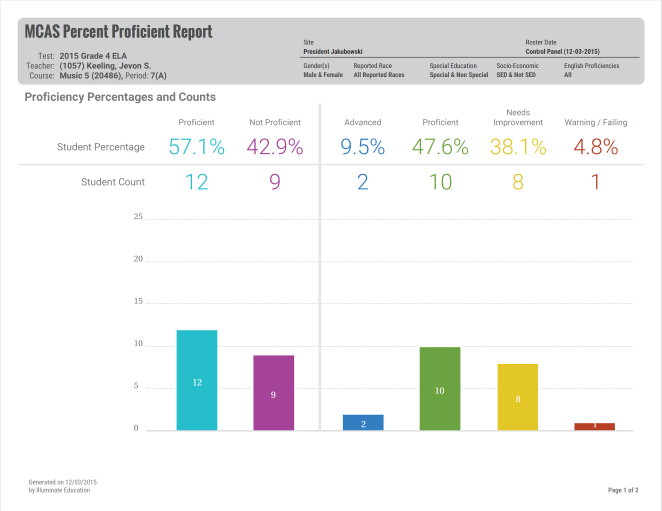 MCAS Percent Proficient Report
Test: 2015 Grade 4 ELA
Teacher: (1057) Keeling, Jevon S.
Course: Music 5 (20486), Period: 7(A)
Site
President Jakubowski
Roster Date
Control Panel (12-03-2015)
Gender(s)
Male & Female
Reported Race
All Reported Races
Special Education
Special & Non Special
Socio-Economic
SED & Not SED
English Proficiencies
All
Proficiency Percentages and Counts
Proficient Not Proficient Advanced Proficient Needs Improvement Warning / Failing
Student Percentage 57.1% 42.9% 9.5% 47.6% 38.1% 4.8%
Student Count 12 9 2 10 8 1
25
20
15
10
5
0
12 9 2 10 8 1
Generated on 12/03/2015
by Illuminate Education
Page 1 of 2